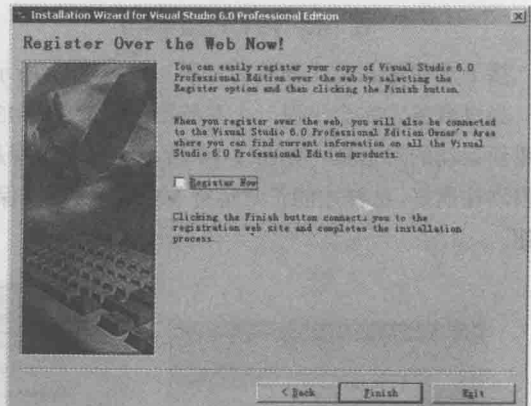 Installation Wizard for Visual Studio 6.0 Professional Edition
Register Over the Web Now!
You can easily register your copy of Visual Studio 6.0
Professional Edition over the web by selecting the
Register option and then clicking the Finish button.
When you register over the web, you will also be connected
to the Visual Studio 6.0 Professional Edition Owner's Area
where you can find current information on all the Visual
Studio 6.0 Professional Edition products.
Register Now
Clicking the Finish button connects you to the
registration web site and completes the installation
process.
< Back
Finish
Exit